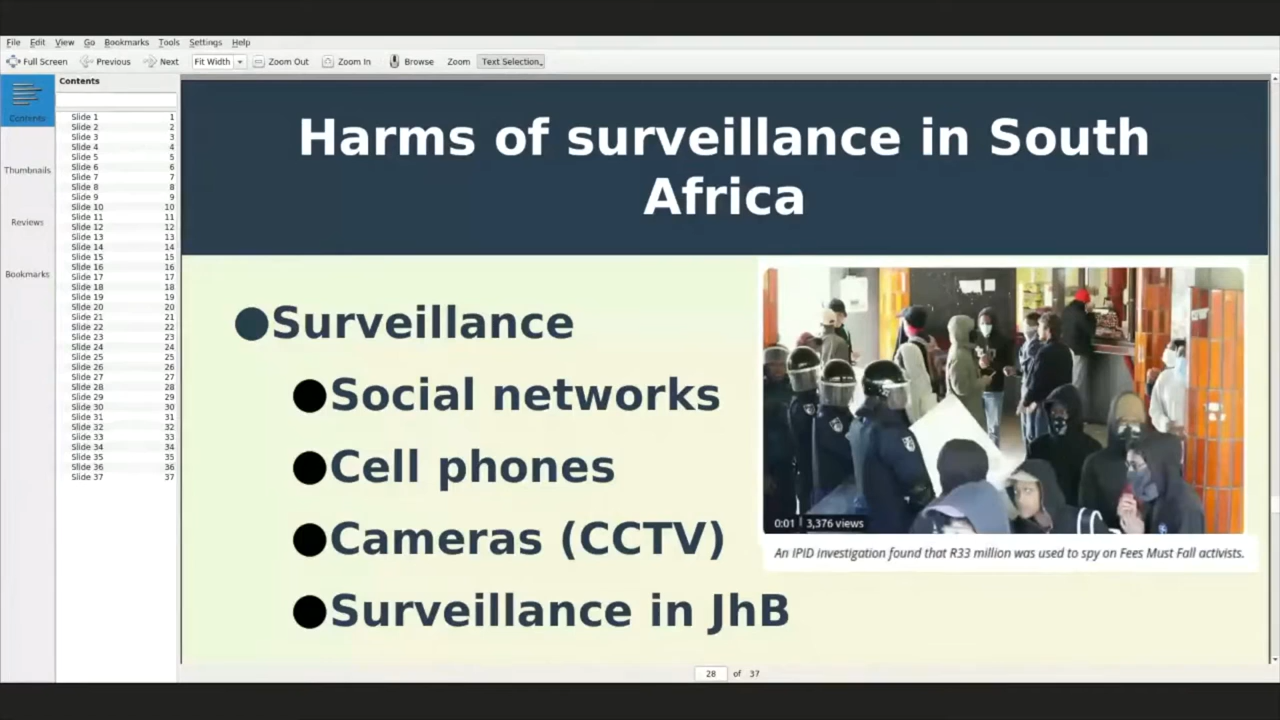 File Edit View Go Bookmarks Tools Settings Help
Full Screen Previous Next Fit Width Zoom Out Zoom In Browse Zoom Text Selection
Contents
Contents
Thumbnails
Reviews
Bookmarks
Slide 1 1
Slide 2 2
Slide 3 3
Slide 4 4
Slide 5 5
Slide 6 6
Slide 7 7
Slide 8 8
Slide 9 9
Slide 10 10
Slide 11 11
Slide 12 12
Slide 13 13
Slide 14 14
Slide 15 15
Slide 16 16
Slide 17 17
Slide 18 18
Slide 19 19
Slide 20 20
Slide 21 21
Slide 22 22
Slide 23 23
Slide 24 24
Slide 25 25
Slide 26 26
Slide 27 27
Slide 28 28
Slide 29 29
Slide 30 30
Slide 31 31
Slide 32 32
Slide 33 33
Slide 34 34
Slide 35 35
Slide 36 36
Slide 37 37
Harms of surveillance in South
Africa
●Surveillance
●Social networks
●Cell phones
●Cameras (CCTV)
●Surveillance in JhB
0:01 | 3,376 views
An IPID investigation found that R33 million was used to spy on Fees Must Fall activists.
28 of 37